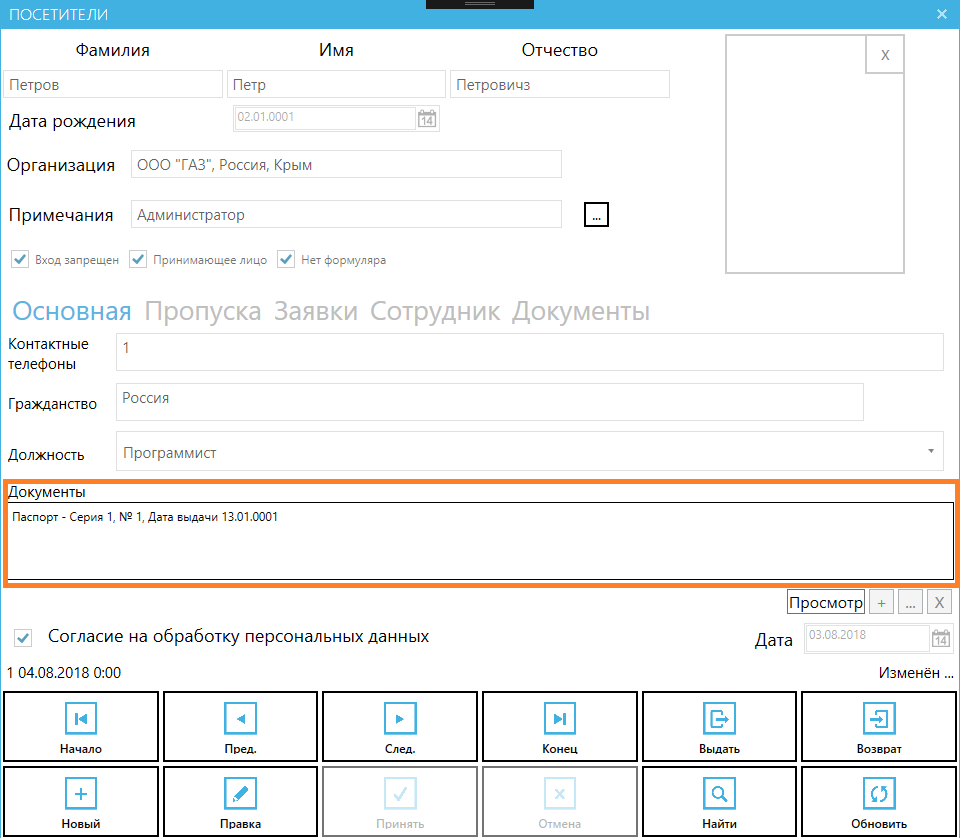 ПОСЕТИТЕЛИ
Фамилия Имя Отчество
X
Петров Петр Петровичз
Дата рождения 02.01.0001 14
Организация ООО "ГАЗ", Россия, Крым
Примечания Администратор ...
Вход запрещен Принимающее лицо Нет формуляра
Основная Пропуска Заявки Сотрудник Документы
Контактные
телефоны
1
Гражданство Россия
Должность Программист
Документы
Паспорт - Серия 1, № 1, Дата выдачи 13.01.0001
Просмотр + ... X
Согласие на обработку персональных данных Дата 03.08.2018 14
1 04.08.2018 0:00 Изменён ...
Начало Пред. След. Конец Выдать Возврат
Новый Правка Принять Отмена Найти Обновить